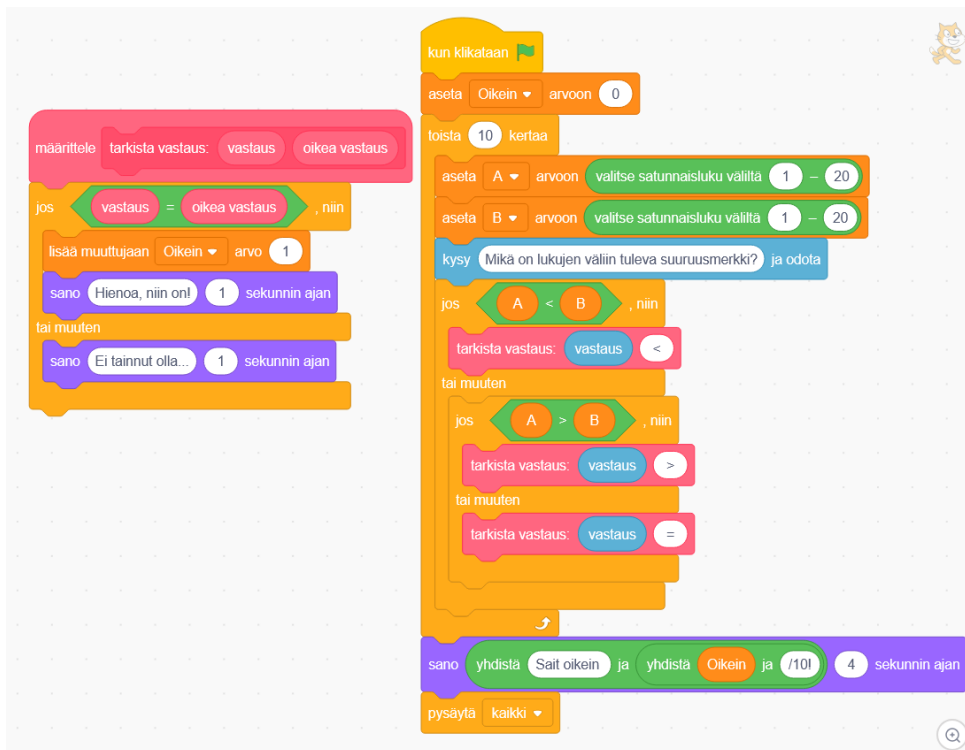 määrittele tarkista vastaus: vastaus oikea vastaus
jos vastaus = oikea vastaus , niin
lisää muuttujaan Oikein arvo 1
sano Hienoa, niin on! 1 sekunnin ajan
tai muuten
sano Ei tainnut olla... 1 sekunnin ajan
kun klikataan
aseta Oikein arvoon 0
toista 10 kertaa
aseta A arvoon valitse satunnaisluku väliltä 1 – 20
aseta B arvoon valitse satunnaisluku väliltä 1 – 20
kysy Mikä on lukujen väliin tuleva suuruusmerkki? ja odota
jos A < B , niin
tarkista vastaus: vastaus <
tai muuten
jos A > B , niin
tarkista vastaus: vastaus >
tai muuten
tarkista vastaus: vastaus =
sano yhdistä Sait oikein ja yhdistä Oikein ja /10! 4 sekunnin ajan
pysäytä kaikki